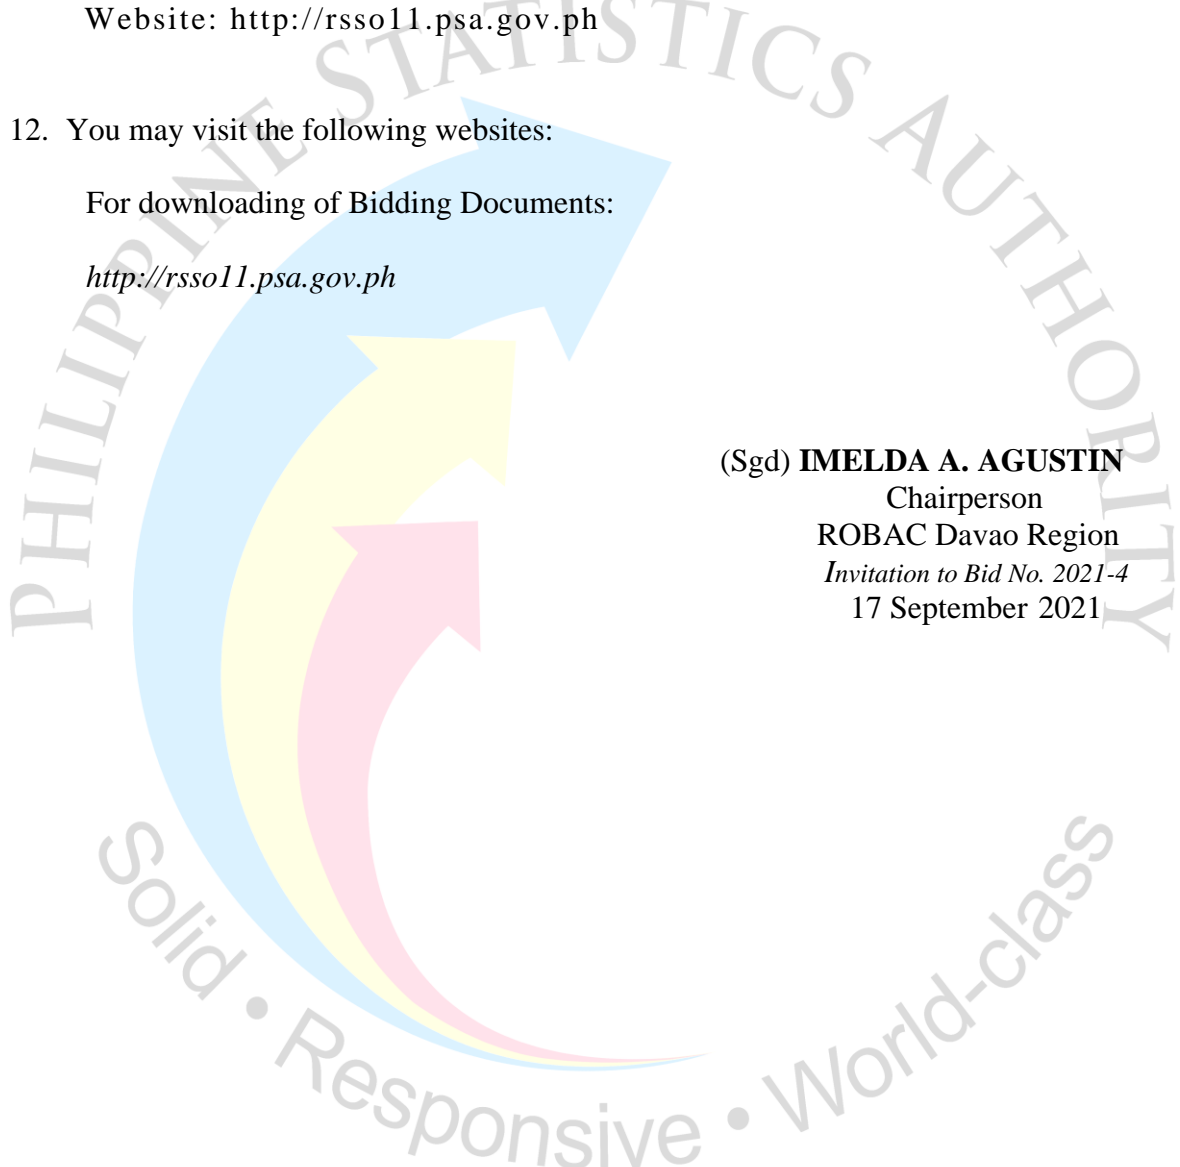 Website: http://rsso11.psa.gov.ph
12. You may visit the following websites:
For downloading of Bidding Documents:
http://rsso11.psa.gov.ph
(Sgd) IMELDA A. AGUSTIN
Chairperson
ROBAC Davao Region
Invitation to Bid No. 2021-4
17 September 2021
PHILIPPINE STATISTICS AUTHORITY
Solid • Responsive • World-class